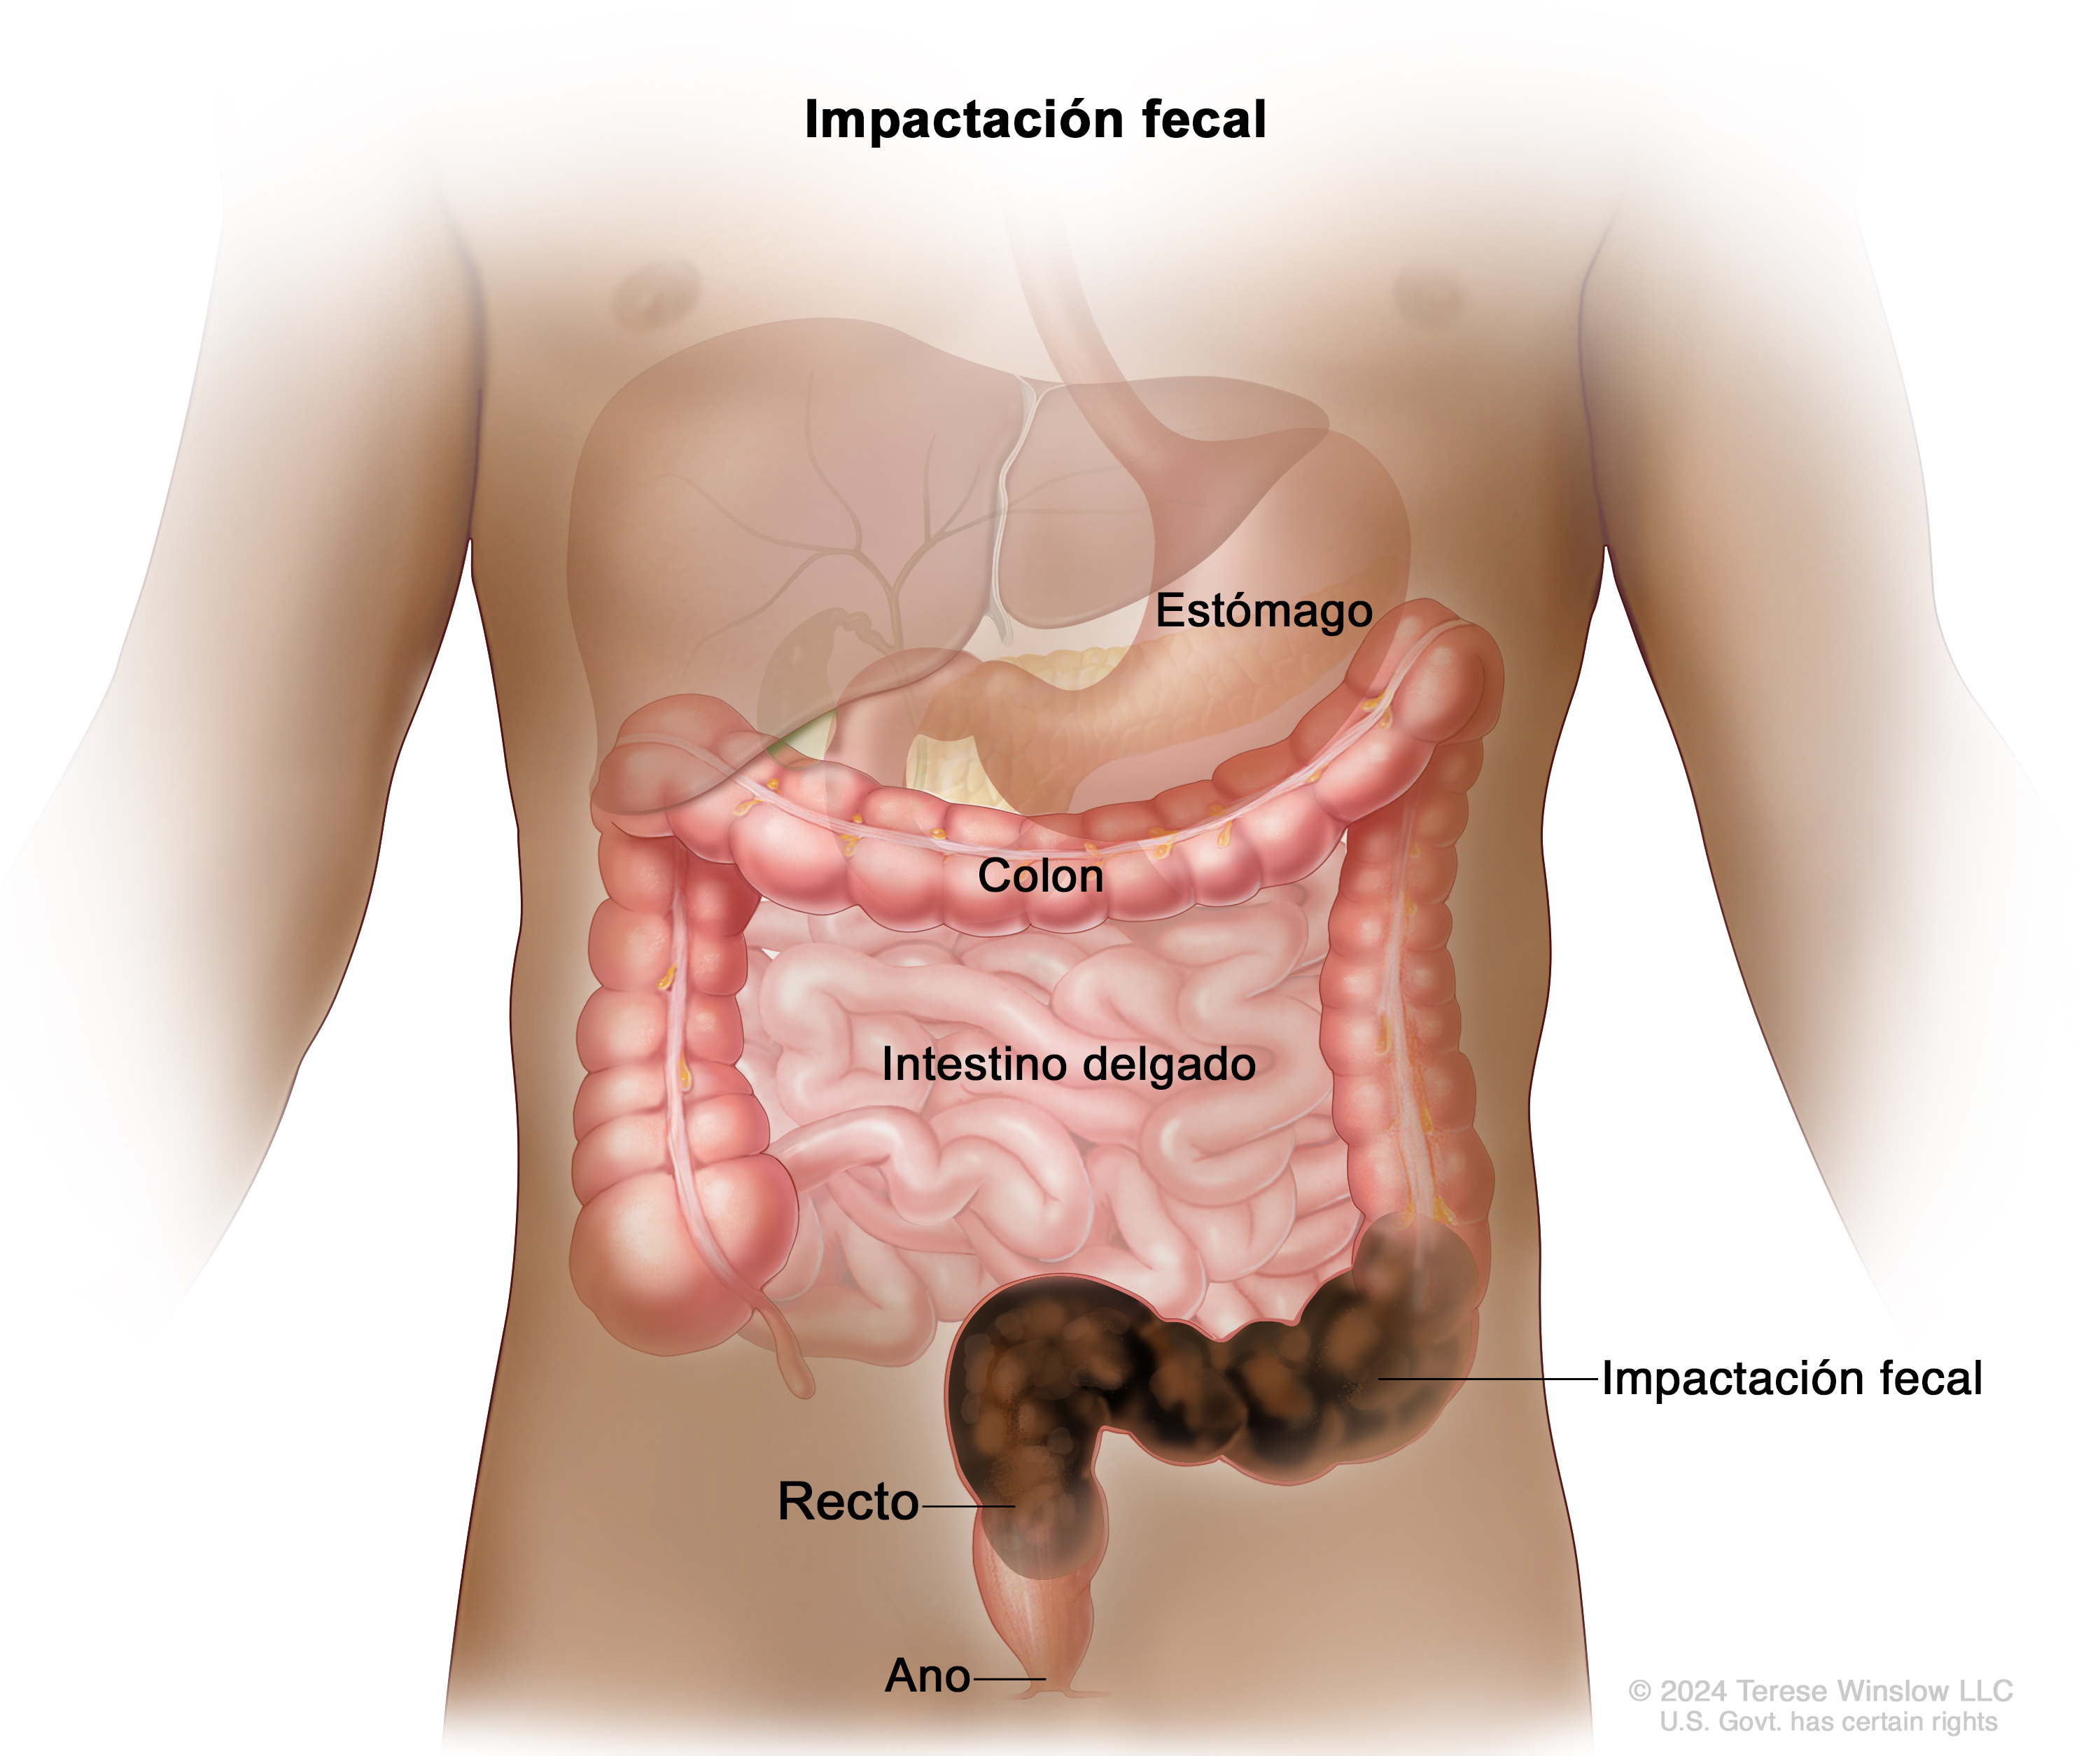 Impactación fecal
Estómago
Colon
Intestino delgado
Impactación fecal
Recto
Ano
© 2024 Terese Winslow LLC
U.S. Govt. has certain rights